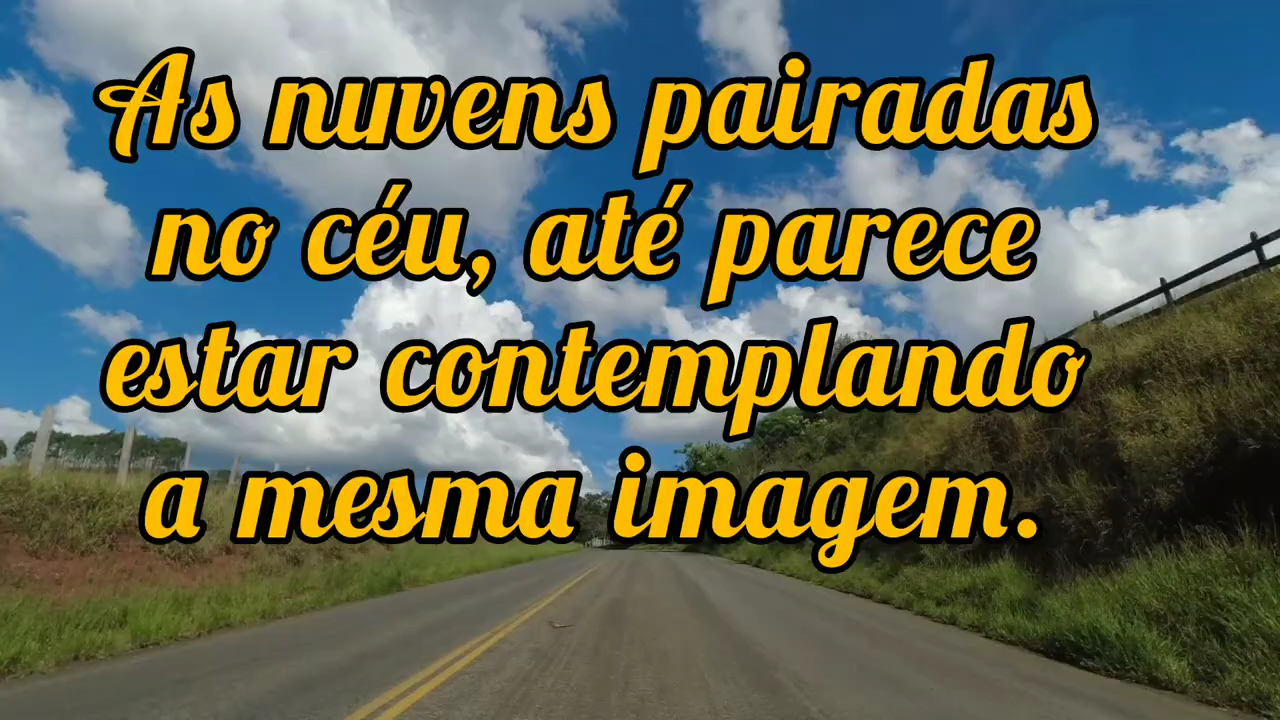 As nuvens pairadas
no céu, até parece
estar contemplando
a mesma imagem.